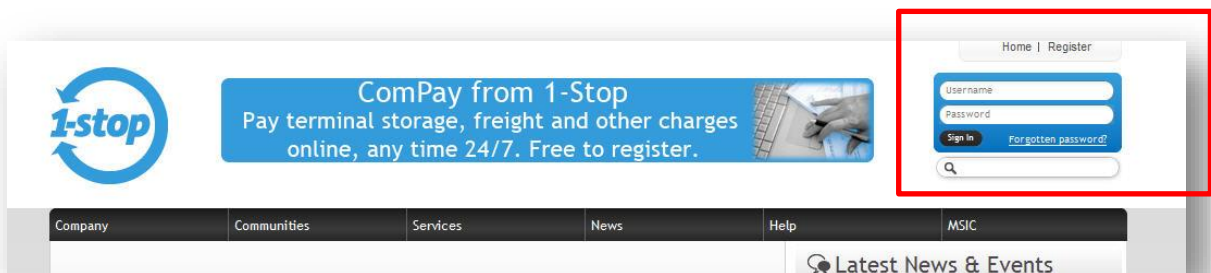 Home | Register
1-stop
ComPay from 1-Stop
Pay terminal storage, freight and other charges
online, any time 24/7. Free to register.
Username
Password
Sign In Forgotten password?
Company Communities Services News Help MSIC
Latest News & Events